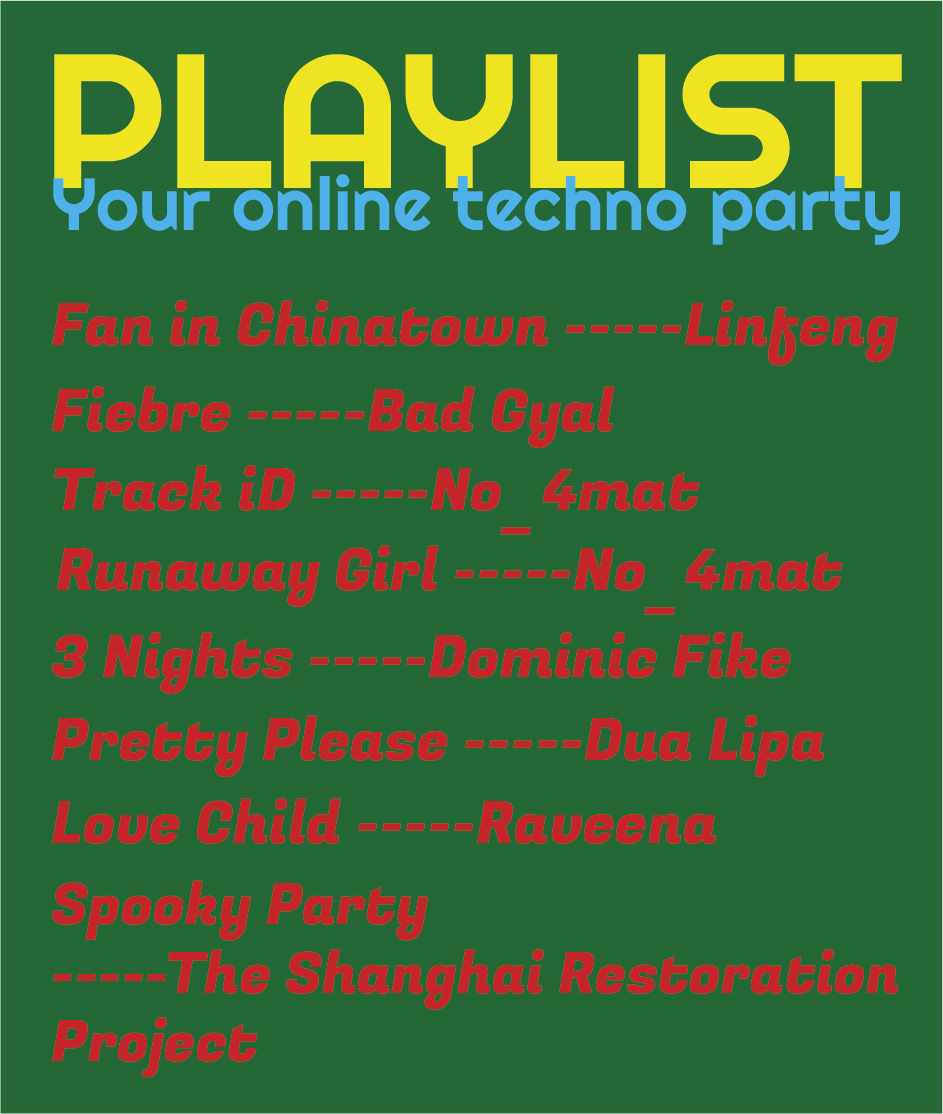 PLAYLIST
Your online techno party
Fan in Chinatown -----Linfeng
Fiebre -----Bad Gyal
Track iD -----No_4mat
Runaway Girl -----No_4mat
3 Nights -----Dominic Fike
Pretty Please -----Dua Lipa
Love Child -----Raveena
Spooky Party
-----The Shanghai Restoration
Project